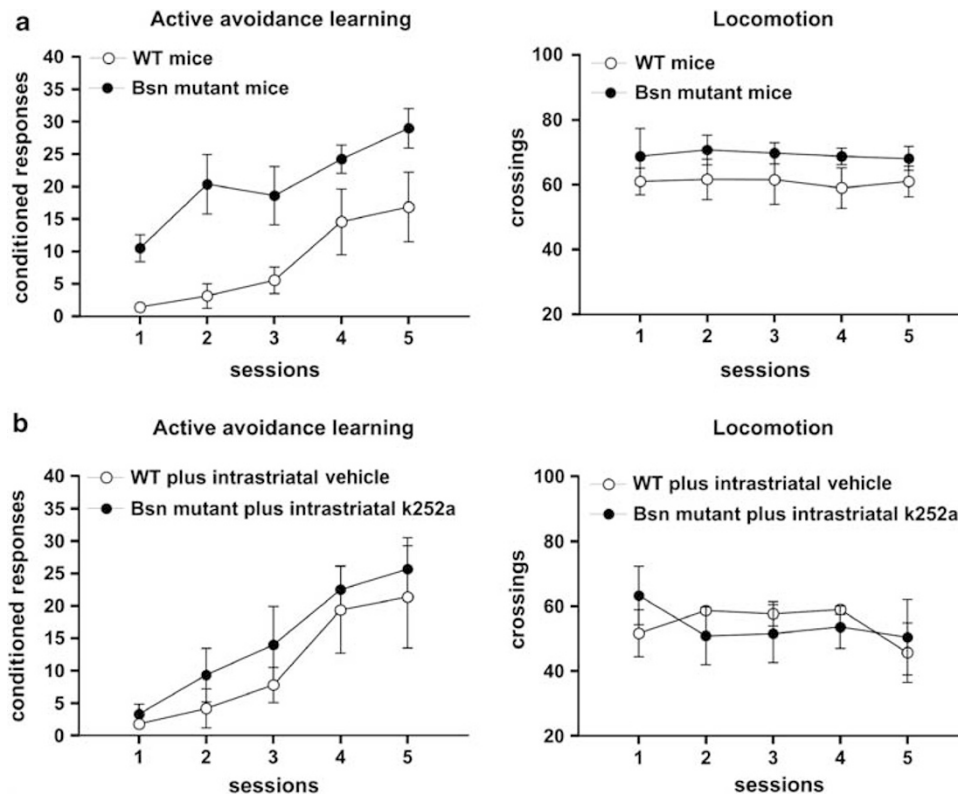 a
Active avoidance learning
WT mice
Bsn mutant mice
conditioned responses
40
35
30
25
20
15
10
5
0
1 2 3 4 5
sessions
Locomotion
WT mice
Bsn mutant mice
crossings
100
80
60
40
20
1 2 3 4 5
sessions
b
Active avoidance learning
WT plus intrastriatal vehicle
Bsn mutant plus intrastriatal k252a
conditioned responses
40
35
30
25
20
15
10
5
0
1 2 3 4 5
sessions
Locomotion
WT plus intrastriatal vehicle
Bsn mutant plus intrastriatal k252a
crossings
100
80
60
40
20
1 2 3 4 5
sessions